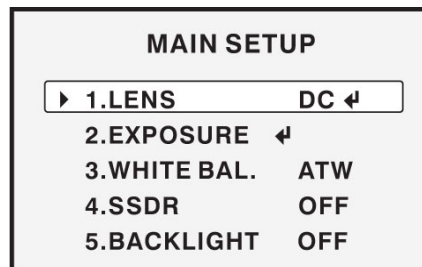 MAIN SETUP
1.LENS DC ↲
2.EXPOSURE ↲
3.WHITE BAL. ATW
4.SSDR OFF
5.BACKLIGHT OFF